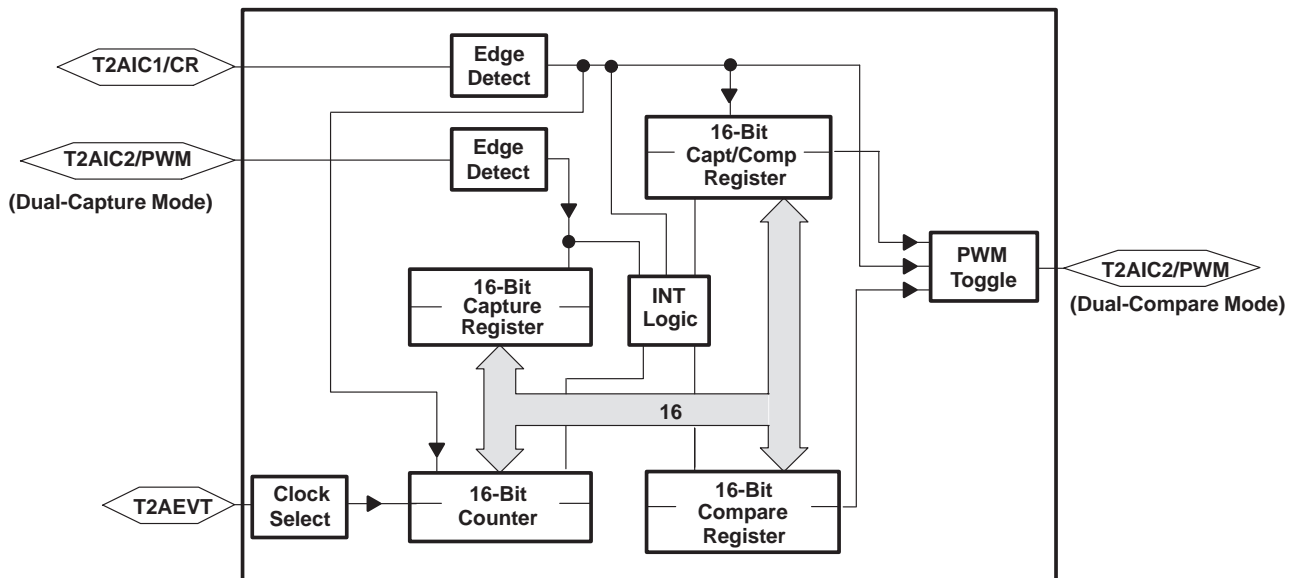 T2AIC1/CR
Edge
Detect
T2AIC2/PWM
(Dual-Capture Mode)
Edge
Detect
16-Bit
Capt/Comp
Register
16-Bit
Capture
Register
INT
Logic
PWM
Toggle
T2AIC2/PWM
(Dual-Compare Mode)
16
T2AEVT
Clock
Select
16-Bit
Counter
16-Bit
Compare
Register